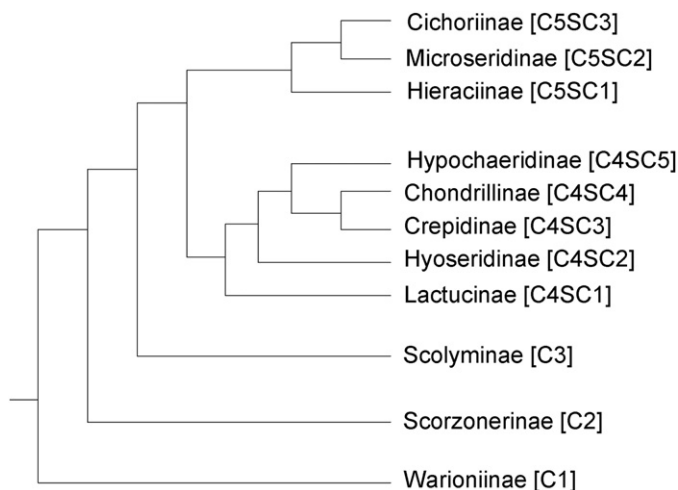 Cichoriinae [C5SC3]
Microseridinae [C5SC2]
Hieraciinae [C5SC1]
Hypochaeridinae [C4SC5]
Chondrillinae [C4SC4]
Crepidinae [C4SC3]
Hyoseridinae [C4SC2]
Lactucinae [C4SC1]
Scolyminae [C3]
Scorzonerinae [C2]
Warioniinae [C1]